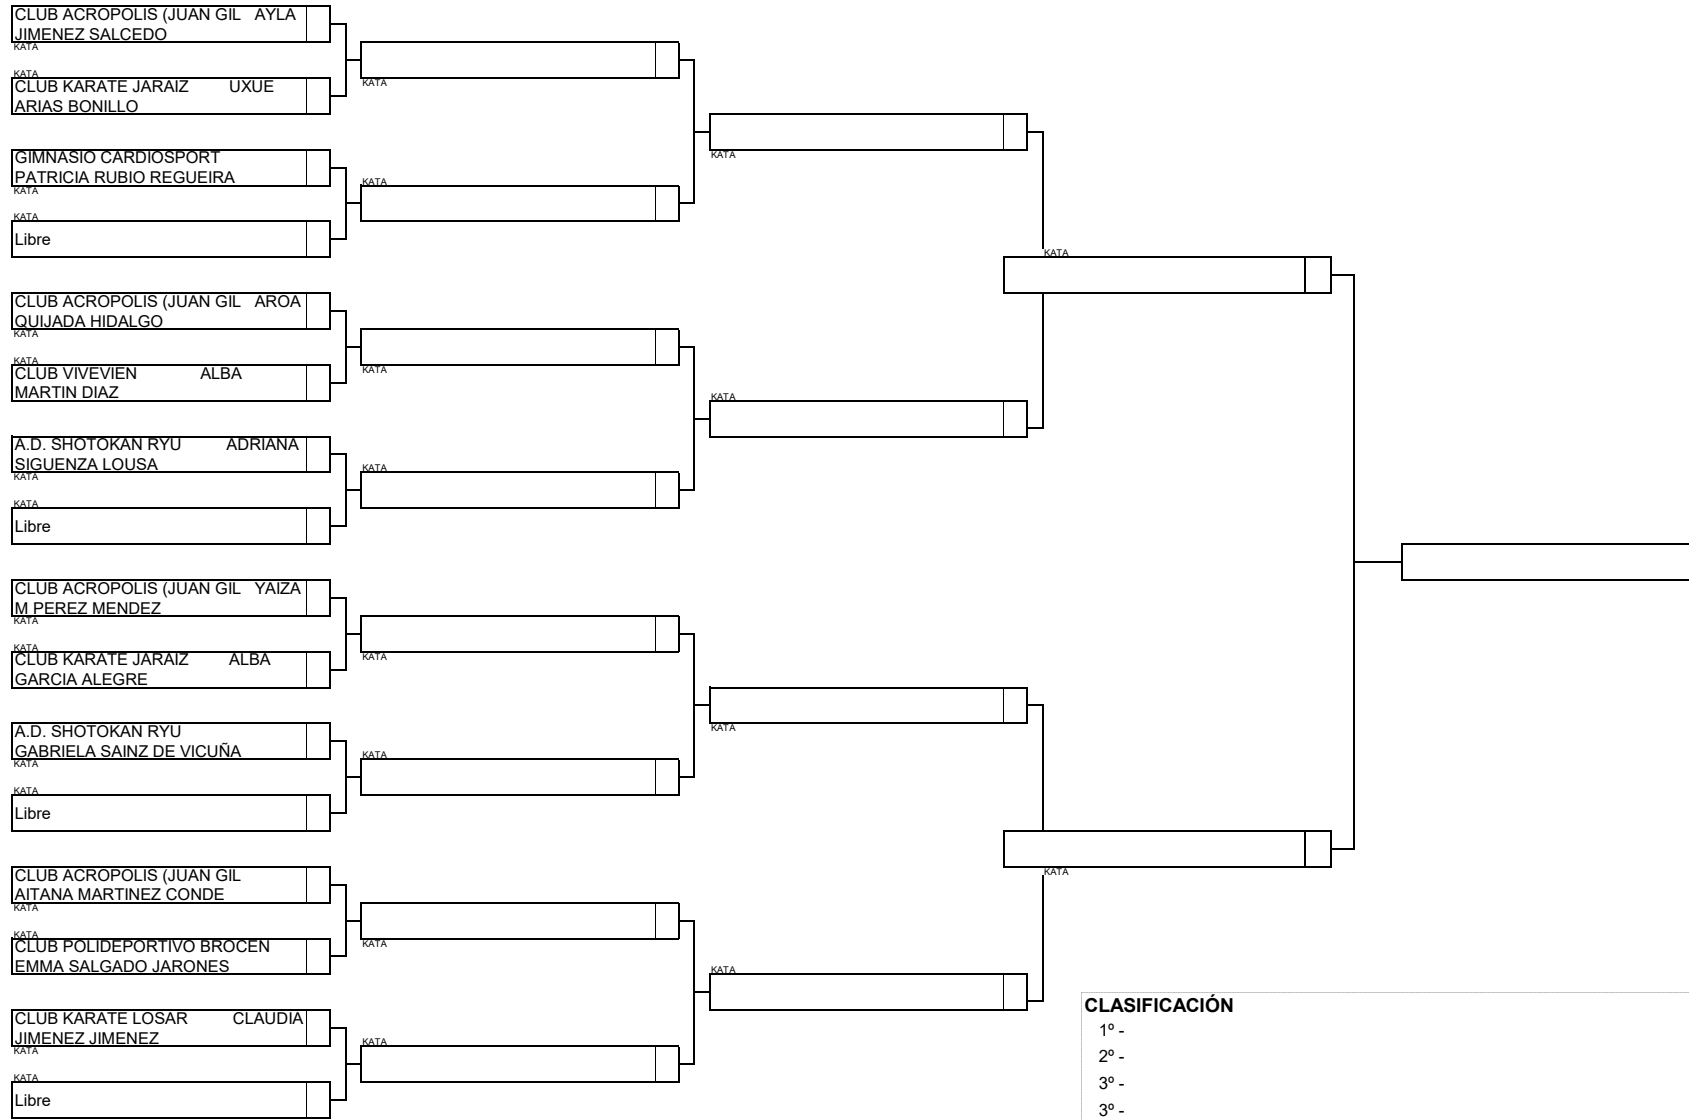 CLUB ACROPOLIS (JUAN GIL AYLA
JIMENEZ SALCEDO
KATA
KATA
CLUB KARATE JARAIZ UXUE
ARIAS BONILLO
GIMNASIO CARDIOSPORT
PATRICIA RUBIO REGUEIRA
KATA
KATA
Libre
CLUB ACROPOLIS (JUAN GIL AROA
QUIJADA HIDALGO
KATA
KATA
CLUB VIVEVIEN ALBA
MARTIN DIAZ
A.D. SHOTOKAN RYU ADRIANA
SIGUENZA LOUSA
KATA
KATA
Libre
CLUB ACROPOLIS (JUAN GIL YAIZA
M PEREZ MENDEZ
KATA
KATA
CLUB KARATE JARAIZ ALBA
GARCIA ALEGRE
A.D. SHOTOKAN RYU
GABRIELA SAINZ DE VICUÑA
KATA
KATA
Libre
CLUB ACROPOLIS (JUAN GIL
AITANA MARTINEZ CONDE
KATA
KATA
CLUB POLIDEPORTIVO BROCEN
EMMA SALGADO JARONES
CLUB KARATE LOSAR CLAUDIA
JIMENEZ JIMENEZ
KATA
KATA
Libre
KATA
KATA
KATA
KATA
KATA
KATA
KATA
KATA
KATA
KATA
KATA
KATA
KATA
KATA
CLASIFICACIÓN
1º -
2º -
3º -
3º -